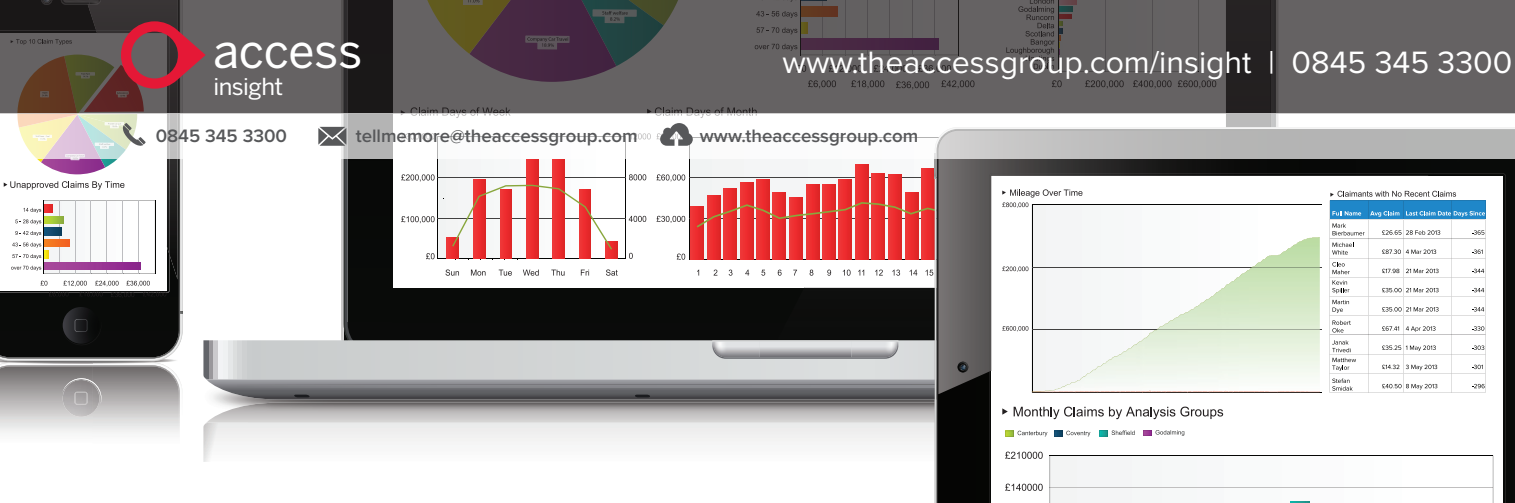 access
insight
www.theaccessgroup.com/insight | 0845 345 3300
0845 345 3300 tellmemore@theaccessgroup.com www.theaccessgroup.com
Top 10 Claim Types
Unapproved Claims By Time
14 days
5 - 28 days
9 - 42 days
43 - 56 days
57 - 70 days
over 70 days
£0 £12,000 £24,000 £36,000
Company Car Travel
43 - 56 days
57 - 70 days
over 70 days
£6,000 £18,000 £36,000 £42,000
London
Godalming
Runcorn
Delta
Scotland
Bangor
Loughborough
£0 £200,000 £400,000 £600,000
Claim Days of Week
£200,000
£100,000
£0
8000
4000
0
Sun Mon Tue Wed Thu Fri Sat
Claim Days of Month
£60,000
£30,000
£0
1 2 3 4 5 6 7 8 9 10 11 12 13 14 15
Mileage Over Time
£800,000
£200,000
£600,000
Claimants with No Recent Claims
Full Name Avg Claim Last Claim Date Days Since
Mark Bierbaumer £26.65 28 Feb 2013 -365
Michael White £87.30 4 Mar 2013 -361
Cleo Maher £17.98 21 Mar 2013 -344
Kevin Spiller £35.00 21 Mar 2013 -344
Martin Dye £35.00 21 Mar 2013 -344
Robert Oke £67.41 4 Apr 2013 -330
Janak Trivedi £35.25 1 May 2013 -303
Matthew Taylor £14.32 3 May 2013 -301
Stefan Smidak £40.50 8 May 2013 -296
Monthly Claims by Analysis Groups
Canterbury Coventry Sheffield Godalming
£210000
£140000